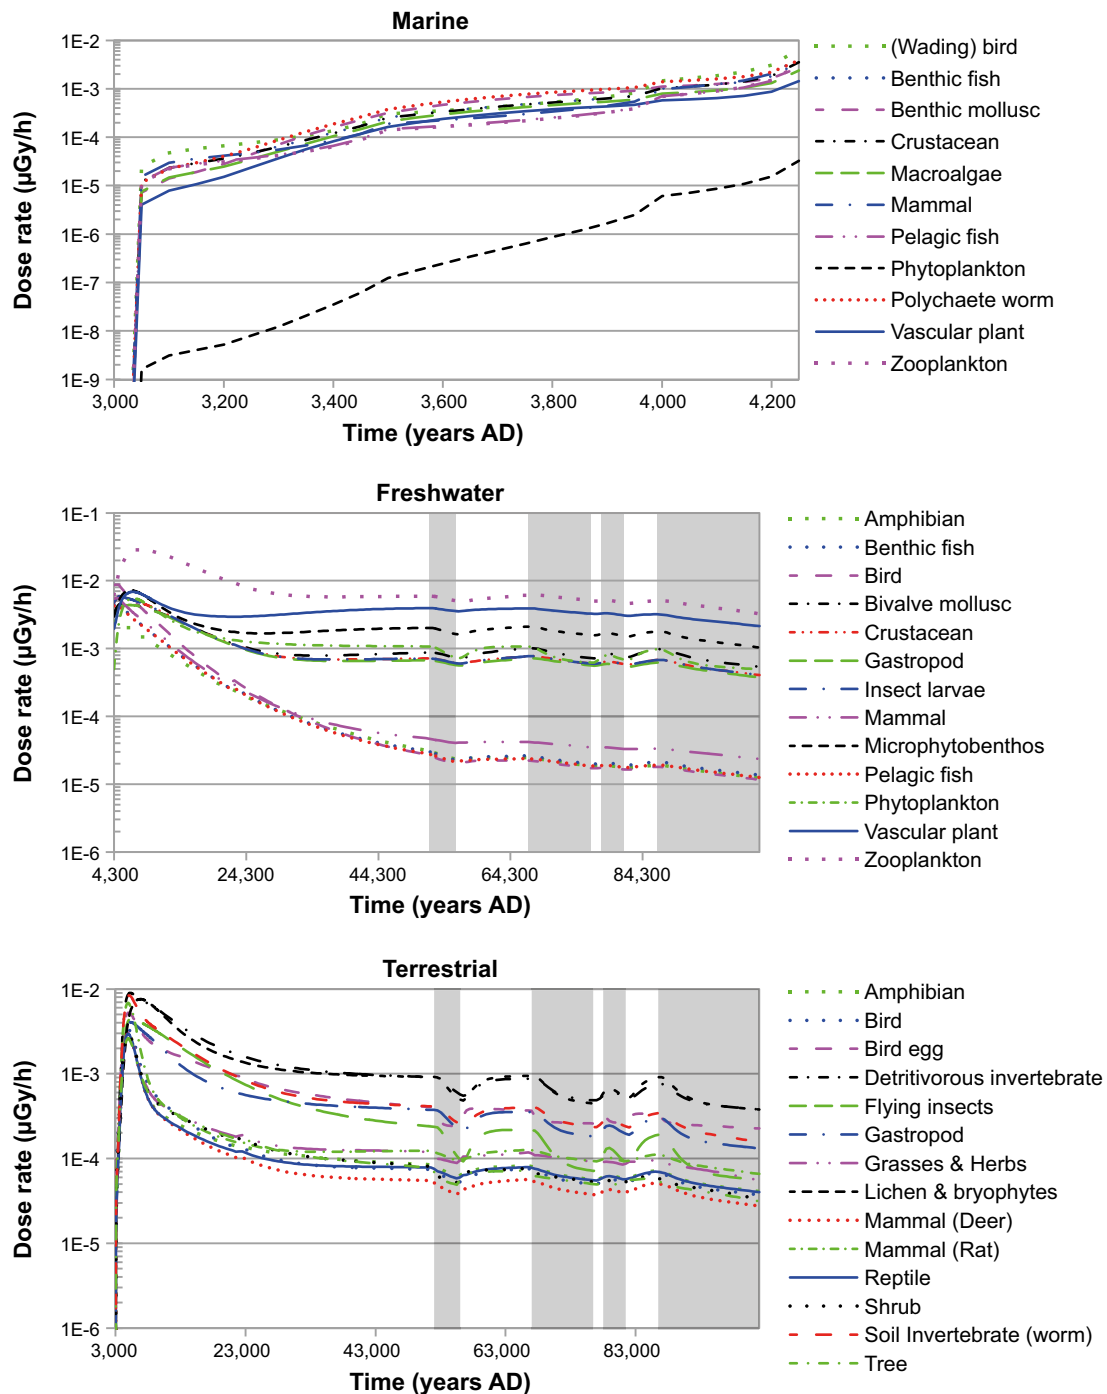 Marine
1E-2
1E-3
1E-4
1E-5
1E-6
1E-7
1E-8
1E-9
Dose rate (µGy/h)
3,000 3,200 3,400 3,600 3,800 4,000 4,200
Time (years AD)
(Wading) bird
Benthic fish
Benthic mollusc
Crustacean
Macroalgae
Mammal
Pelagic fish
Phytoplankton
Polychaete worm
Vascular plant
Zooplankton
Freshwater
1E-1
1E-2
1E-3
1E-4
1E-5
1E-6
Dose rate (µGy/h)
4,300 24,300 44,300 64,300 84,300
Time (years AD)
Amphibian
Benthic fish
Bird
Bivalve mollusc
Crustacean
Gastropod
Insect larvae
Mammal
Microphytobenthos
Pelagic fish
Phytoplankton
Vascular plant
Zooplankton
Terrestrial
1E-2
1E-3
1E-4
1E-5
1E-6
Dose rate (µGy/h)
3,000 23,000 43,000 63,000 83,000
Time (years AD)
Amphibian
Bird
Bird egg
Detritivorous invertebrate
Flying insects
Gastropod
Grasses & Herbs
Lichen & bryophytes
Mammal (Deer)
Mammal (Rat)
Reptile
Shrub
Soil Invertebrate (worm)
Tree